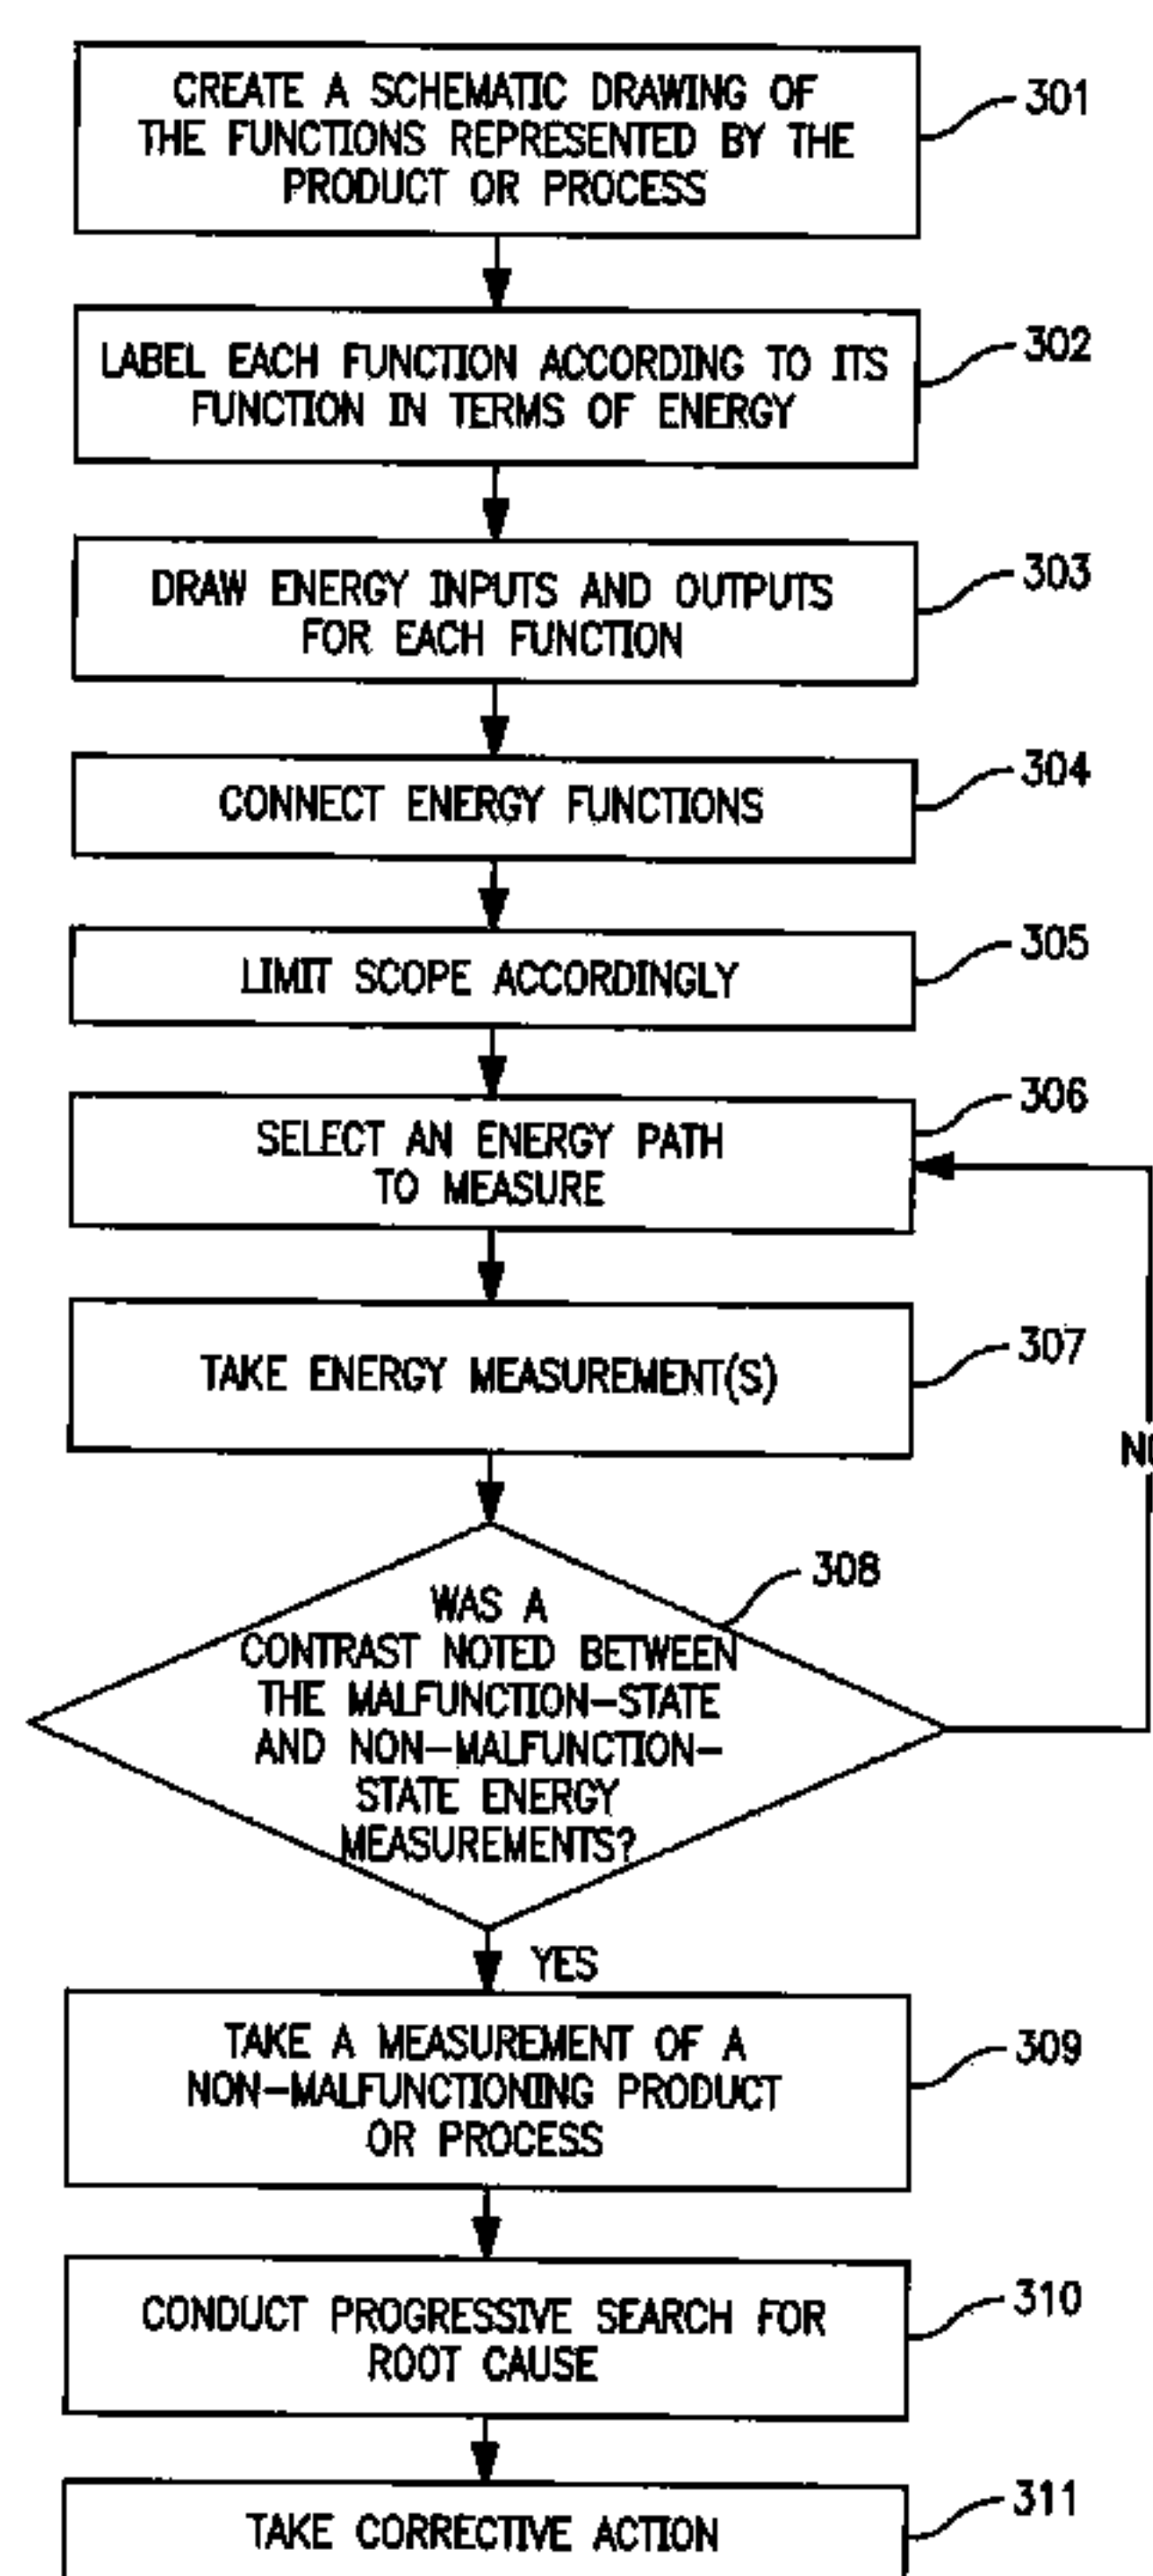 CREATE A SCHEMATIC DRAWING OF
THE FUNCTIONS REPRESENTED BY THE
PRODUCT OR PROCESS
301
LABEL EACH FUNCTION ACCORDING TO ITS
FUNCTION IN TERMS OF ENERGY
302
DRAW ENERGY INPUTS AND OUTPUTS
FOR EACH FUNCTION
303
CONNECT ENERGY FUNCTIONS
304
LIMIT SCOPE ACCORDINGLY
305
SELECT AN ENERGY PATH
TO MEASURE
306
TAKE ENERGY MEASUREMENT(S)
307
WAS A
CONTRAST NOTED BETWEEN
THE MALFUNCTION-STATE
AND NON-MALFUNCTION-
STATE ENERGY
MEASUREMENTS?
308
YES
TAKE A MEASUREMENT OF A
NON-MALFUNCTIONING PRODUCT
OR PROCESS
309
CONDUCT PROGRESSIVE SEARCH FOR
ROOT CAUSE
310
TAKE CORRECTIVE ACTION
311